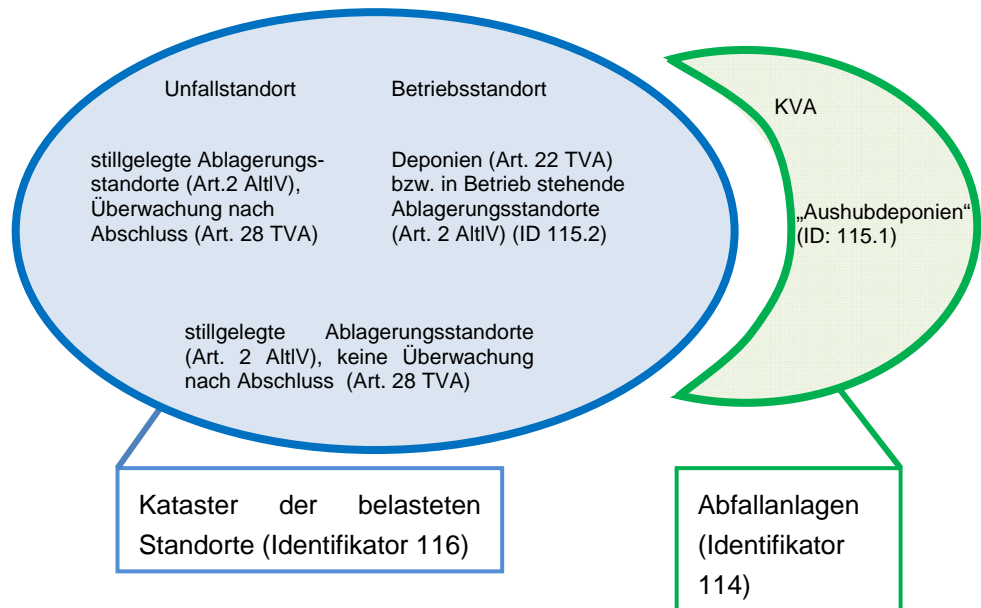 Unfallstandort
Betriebsstandort
stillgelegte Ablagerungs-
standorte (Art.2 AltlV),
Überwachung nach
Abschluss (Art. 28 TVA)
Deponien (Art. 22 TVA)
bzw. in Betrieb stehende
Ablagerungsstandorte
(Art. 2 AltlV) (ID 115.2)
stillgelegte Ablagerungsstandorte
(Art. 2 AltlV), keine Überwachung
nach Abschluss (Art. 28 TVA)
KVA
„Aushubdeponien“
(ID: 115.1)
Kataster der belasteten
Standorte (Identifikator 116)
Abfallanlagen
(Identifikator
114)